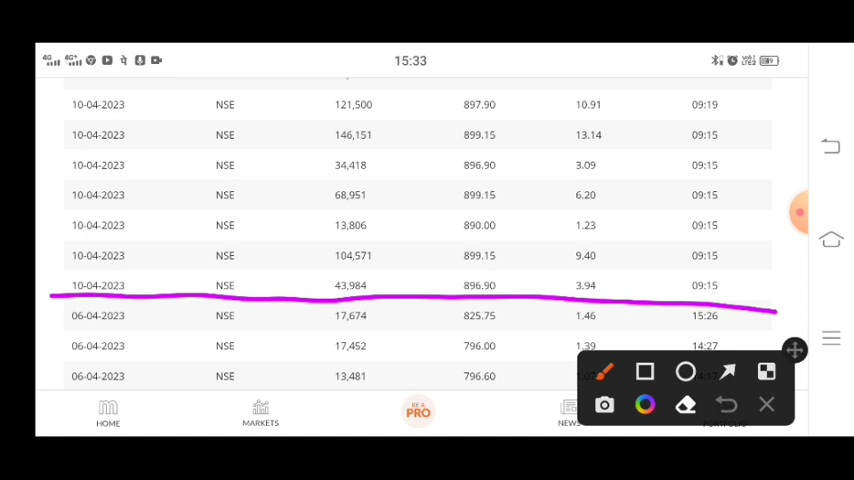 4G 4G+ पे VoLTE LTE2
15:33
10-04-2023 NSE 121,500 897.90 10.91 09:19
10-04-2023 NSE 146,151 899.15 13.14 09:15
10-04-2023 NSE 34,418 896.90 3.09 09:15
10-04-2023 NSE 68,951 899.15 6.20 09:15
10-04-2023 NSE 13,806 890.00 1.23 09:15
10-04-2023 NSE 104,571 899.15 9.40 09:15
10-04-2023 NSE 43,984 896.90 3.94 09:15
06-04-2023 NSE 17,674 825.75 1.46 15:26
06-04-2023 NSE 17,452 796.00 1.39 14:27
06-04-2023 NSE 13,481 796.60
m
BE A
PRO
HOME MARKETS NEWS PORTFOLIO